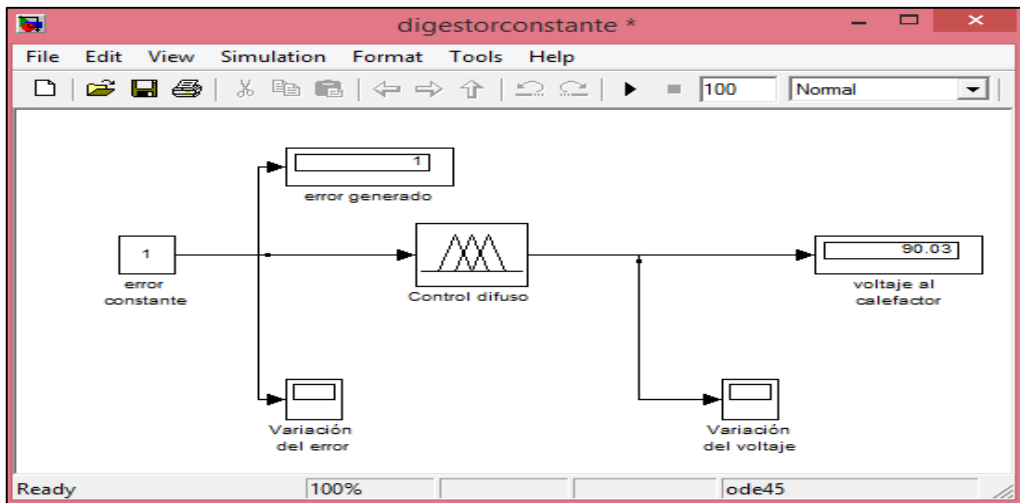 digestorconstante *
File Edit View Simulation Format Tools Help
100 Normal
1
error generado
1
error
constante
Control difuso
90.03
voltaje al
calefactor
Variación
del error
Variación
del voltaje
Ready 100% ode45